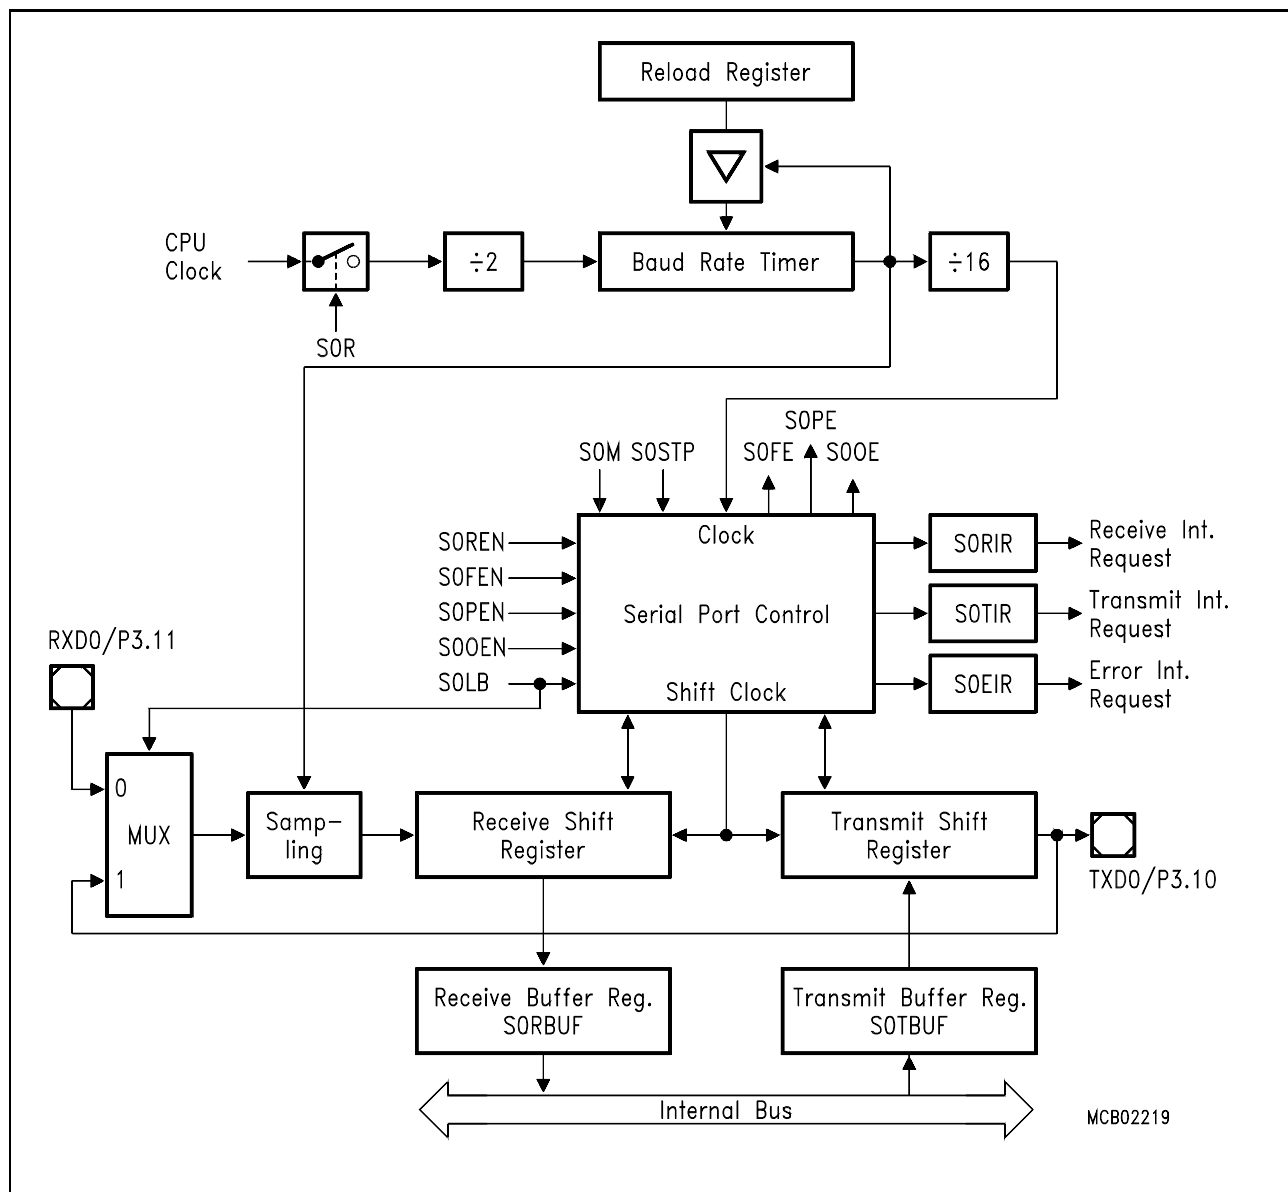 Reload Register
CPU
Clock
÷2
Baud Rate Timer
÷16
S0R
S0PE
S0M S0STP
S0FE
S0OE
Clock
S0REN
S0FEN
S0PEN
S0OEN
S0LB
Serial Port Control
Shift Clock
S0RIR
Receive Int.
Request
S0TIR
Transmit Int.
Request
S0EIR
Error Int.
Request
RXD0/P3.11
0
MUX
1
Samp-
ling
Receive Shift
Register
Transmit Shift
Register
TXD0/P3.10
Receive Buffer Reg.
S0RBUF
Transmit Buffer Reg.
S0TBUF
Internal Bus
MCB02219